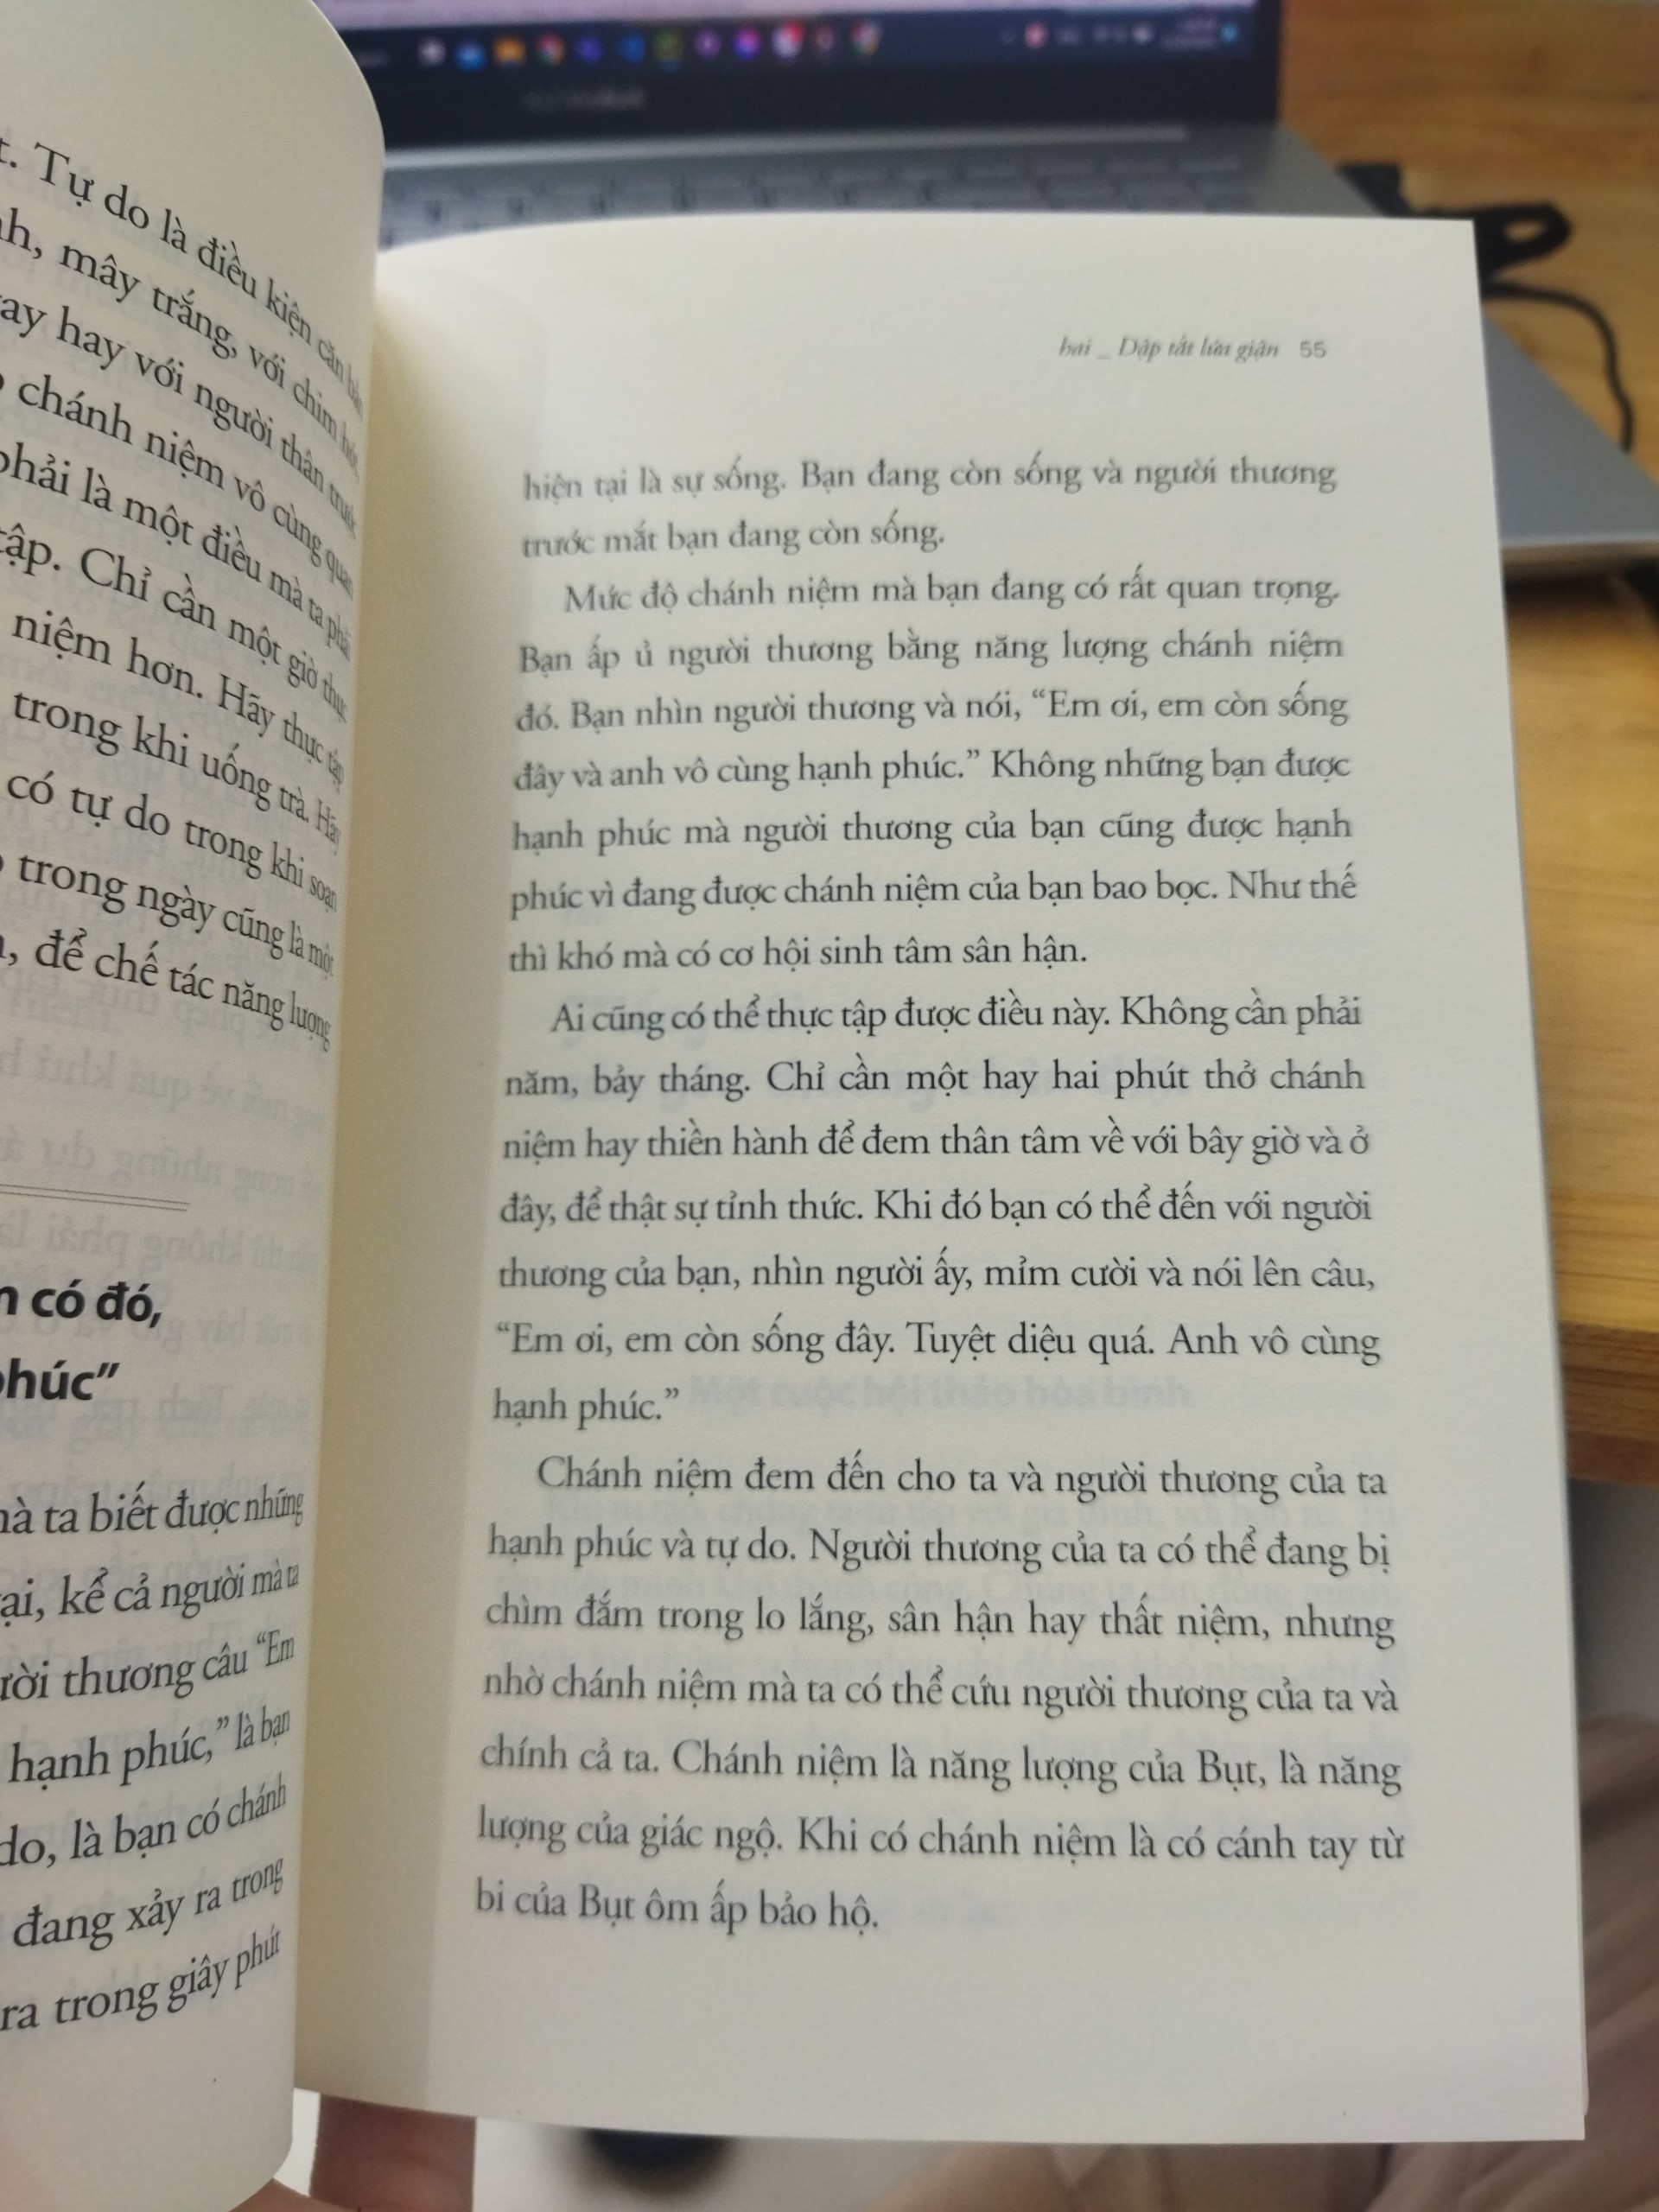 t. Tự do là điều kiện căn bản
nh, mây trắng, với chim hót,
tay hay với người thân trước
o chánh niệm vô cùng quan
phải là một điều mà ta phải
tập. Chỉ cần một giờ thực
niệm hơn. Hãy thực tập
trong khi uống trà. Hãy
có tự do trong khi soạn
o trong ngày cũng là một
để chế tác năng lượng
n có đó,
phúc”
mà ta biết được những
tại, kể cả người mà ta
ười thương câu “Em
hạnh phúc,” là bạn
do, là bạn có chánh
đang xảy ra trong
ra trong giây phút
hai _ Dập tắt lửa giận 55
hiện tại là sự sống. Bạn đang còn sống và người thương
trước mắt bạn đang còn sống.
Mức độ chánh niệm mà bạn đang có rất quan trọng.
Bạn ấp ủ người thương bằng năng lượng chánh niệm
đó. Bạn nhìn người thương và nói, “Em ơi, em còn sống
đây và anh vô cùng hạnh phúc.” Không những bạn được
hạnh phúc mà người thương của bạn cũng được hạnh
phúc vì đang được chánh niệm của bạn bao bọc. Như thế
thì khó mà có cơ hội sinh tâm sân hận.
Ai cũng có thể thực tập được điều này. Không cần phải
năm, bảy tháng. Chỉ cần một hay hai phút thở chánh
niệm hay thiền hành để đem thân tâm về với bây giờ và ở
đây, để thật sự tỉnh thức. Khi đó bạn có thể đến với người
thương của bạn, nhìn người ấy, mỉm cười và nói lên câu,
“Em ơi, em còn sống đây. Tuyệt diệu quá. Anh vô cùng
hạnh phúc.”
Chánh niệm đem đến cho ta và người thương của ta
hạnh phúc và tự do. Người thương của ta có thể đang bị
chìm đắm trong lo lắng, sân hận hay thất niệm, nhưng
nhờ chánh niệm mà ta có thể cứu người thương của ta và
chính cả ta. Chánh niệm là năng lượng của Bụt, là năng
lượng của giác ngộ. Khi có chánh niệm là có cánh tay từ
bi của Bụt ôm ấp bảo hộ.